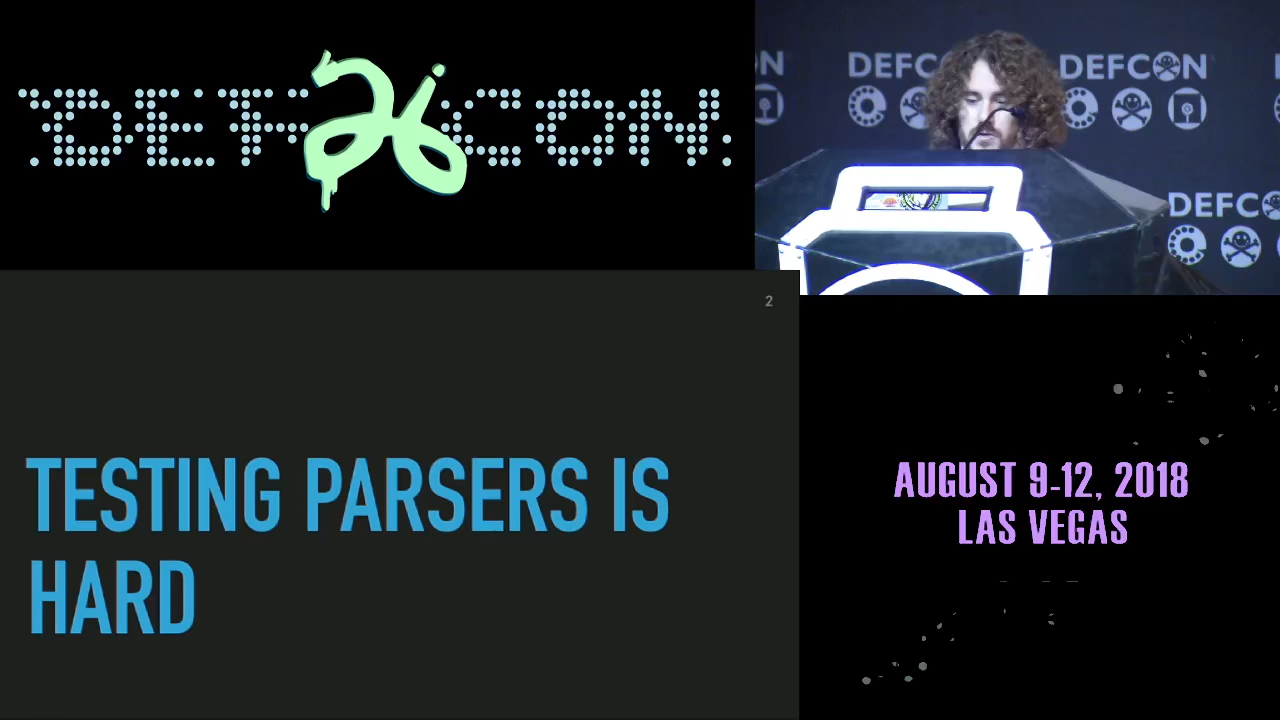 DEF CON 26
DEFCON
DEFCON
DEFCON
2
TESTING PARSERS IS
HARD
AUGUST 9-12, 2018
LAS VEGAS